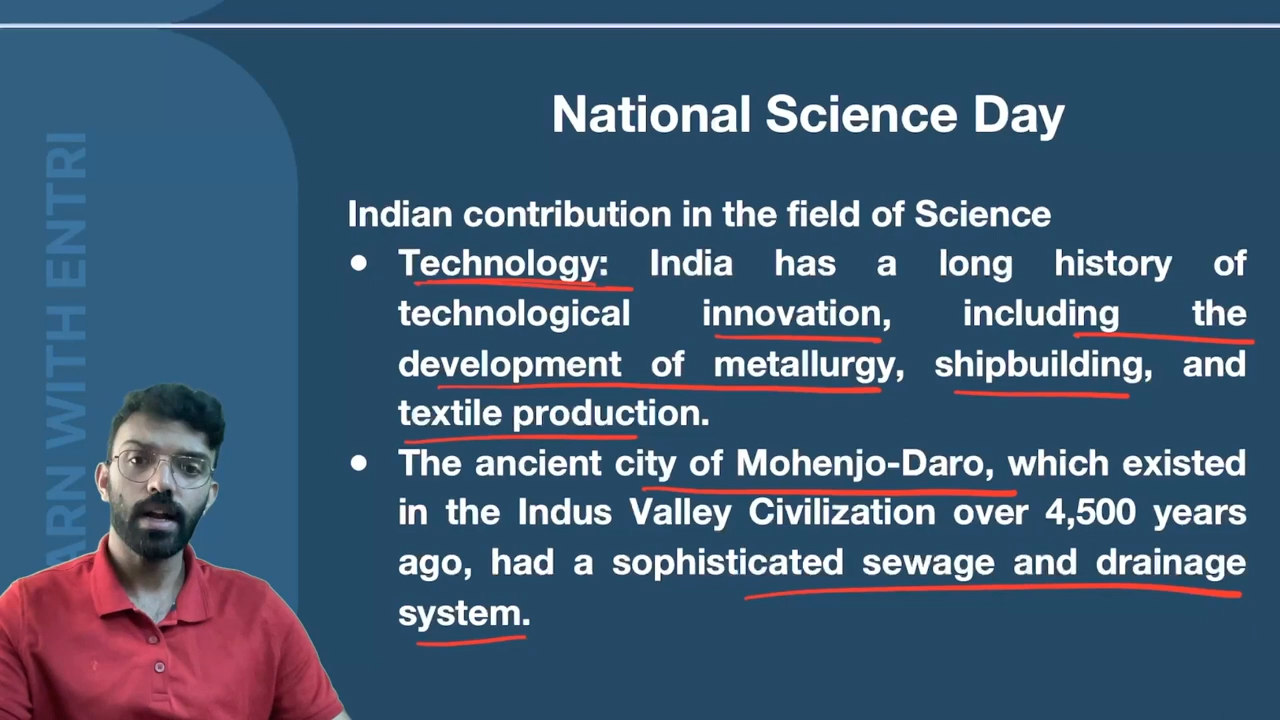 National Science Day
Indian contribution in the field of Science
• Technology: India has a long history of
technological innovation, including the
development of metallurgy, shipbuilding, and
textile production.
• The ancient city of Mohenjo-Daro, which existed
in the Indus Valley Civilization over 4,500 years
ago, had a sophisticated sewage and drainage
system.
ARN WITH ENTRI